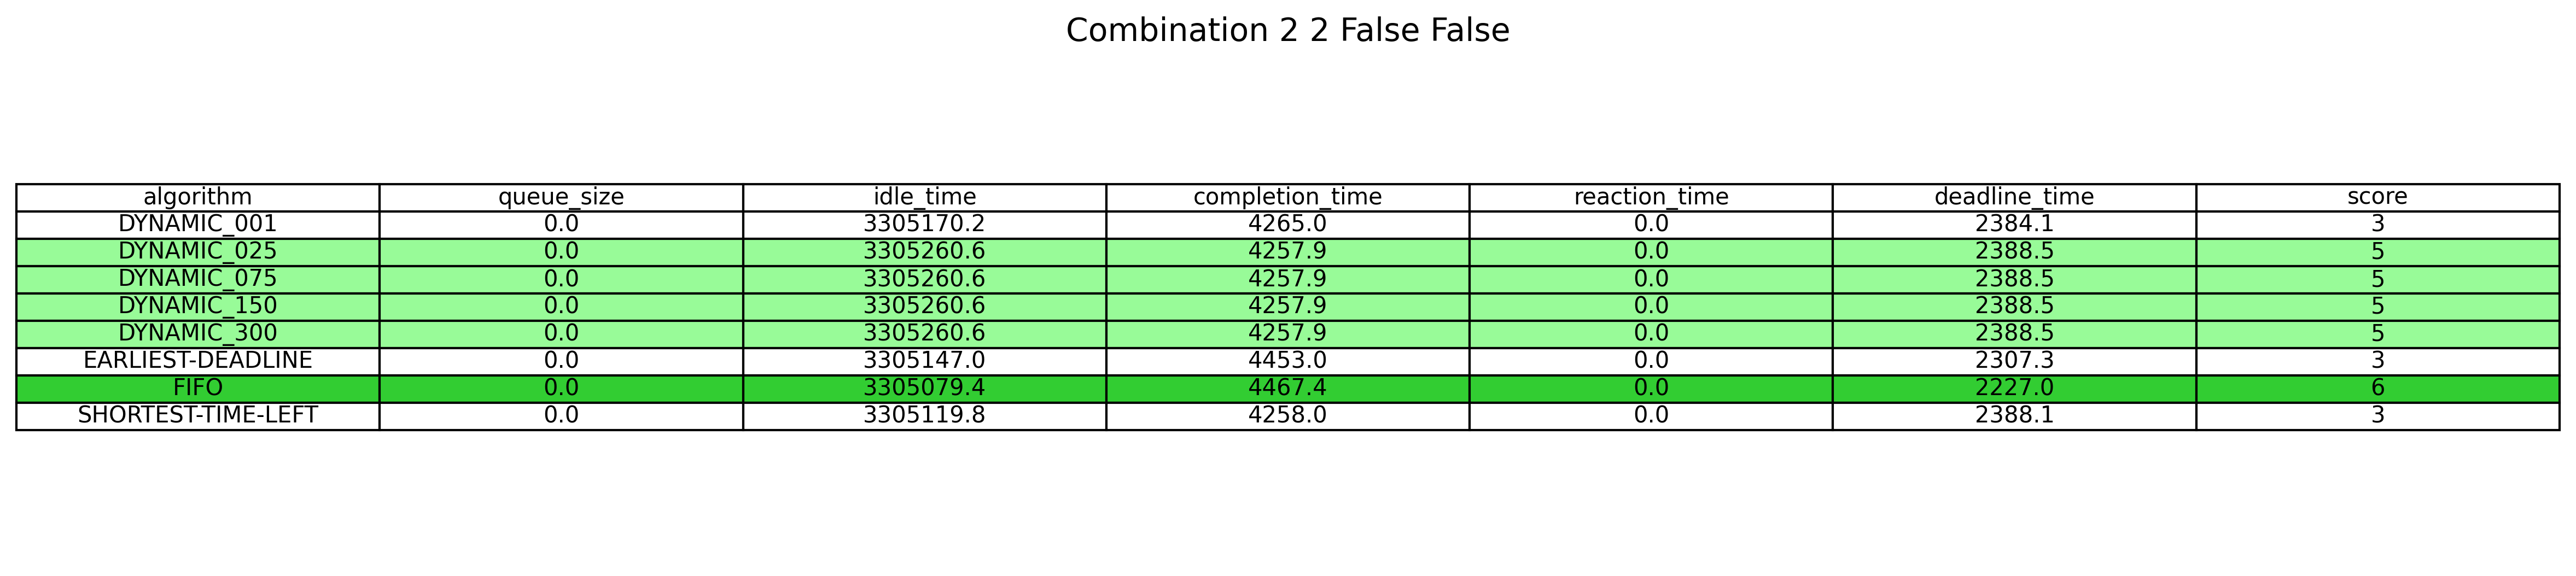 Combination 2 2 False False
algorithm queue_size idle_time completion_time reaction_time deadline_time score
DYNAMIC_001 0.0 3305170.2 4265.0 0.0 2384.1 3
DYNAMIC_025 0.0 3305260.6 4257.9 0.0 2388.5 5
DYNAMIC_075 0.0 3305260.6 4257.9 0.0 2388.5 5
DYNAMIC_150 0.0 3305260.6 4257.9 0.0 2388.5 5
DYNAMIC_300 0.0 3305260.6 4257.9 0.0 2388.5 5
EARLIEST-DEADLINE 0.0 3305147.0 4453.0 0.0 2307.3 3
FIFO 0.0 3305079.4 4467.4 0.0 2227.0 6
SHORTEST-TIME-LEFT 0.0 3305119.8 4258.0 0.0 2388.1 3